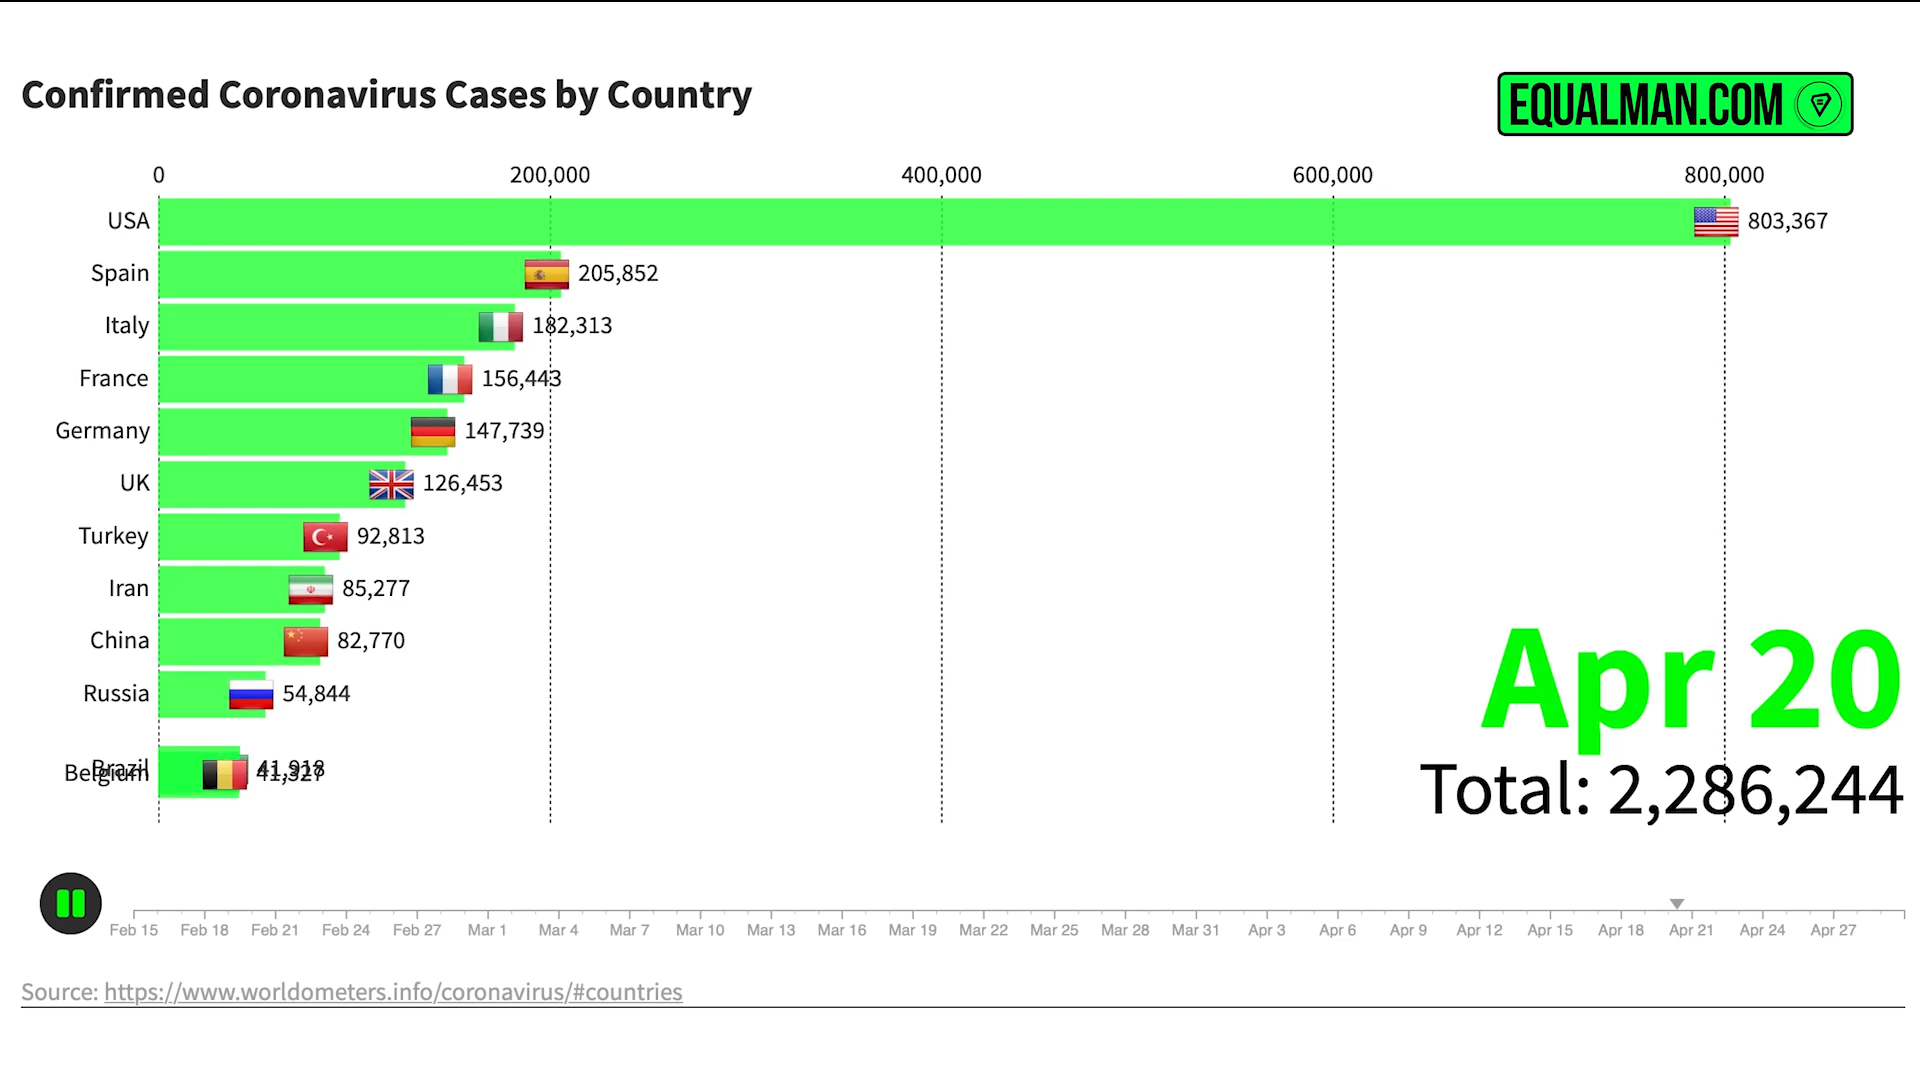 Confirmed Coronavirus Cases by Country
EQUALMAN.COM
0 200,000 400,000 600,000 800,000
USA 803,367
Spain 205,852
Italy 182,313
France 156,443
Germany 147,739
UK 126,453
Turkey 92,813
Iran 85,277
China 82,770
Russia 54,844
Brazil
Belgium
Apr 20
Total: 2,286,244
Feb 15 Feb 18 Feb 21 Feb 24 Feb 27 Mar 1 Mar 4 Mar 7 Mar 10 Mar 13 Mar 16 Mar 19 Mar 22 Mar 25 Mar 28 Mar 31 Apr 3 Apr 6 Apr 9 Apr 12 Apr 15 Apr 18 Apr 21 Apr 24 Apr 27
Source: https://www.worldometers.info/coronavirus/#countries